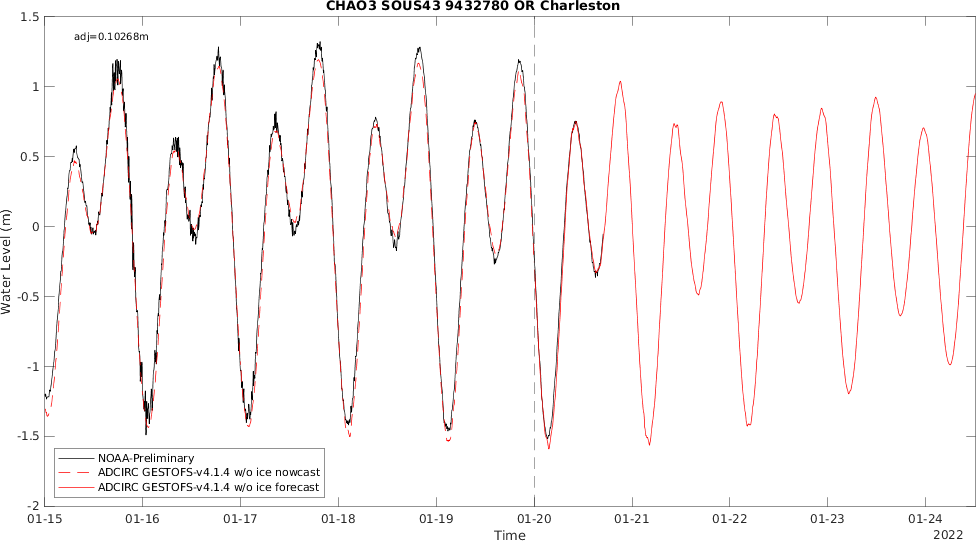 CHAO3 SOUS43 9432780 OR Charleston
adj=0.10268m
1.5
1
0.5
0
-0.5
-1
-1.5
-2
Water Level (m)
NOAA-Preliminary
ADCIRC GESTOFS-v4.1.4 w/o ice nowcast
ADCIRC GESTOFS-v4.1.4 w/o ice forecast
01-15 01-16 01-17 01-18 01-19 01-20 01-21 01-22 01-23 01-24
Time
2022